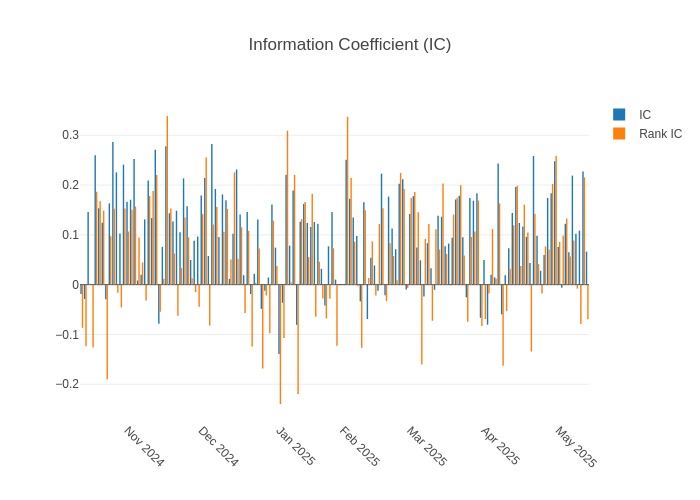 Information Coefficient (IC)
IC
Rank IC
0.3
0.2
0.1
0
−0.1
−0.2
Nov 2024
Dec 2024
Jan 2025
Feb 2025
Mar 2025
Apr 2025
May 2025